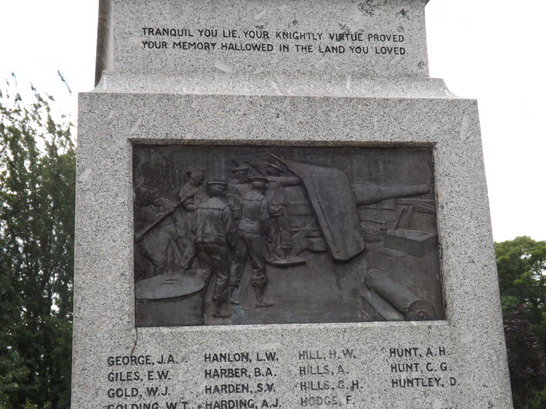 TRANQUIL YOU LIE, YOUR KNIGHTLY VIRTUE PROVED
YOUR MEMORY HALLOWED IN THE LAND YOU LOVED.
GEORGE, J.A. HANLON, L.W. HILL, H.W. HUNT, A.H.
GILES, E.W. HARBER, B.A. HILLS, A. HUNT, C.G.
GOLD, W.J. HARDEN, S.V. HILLS, G.H. HUNTLEY, D.
GOLDING, W.T. HARDING, A.J. HODGE, F.